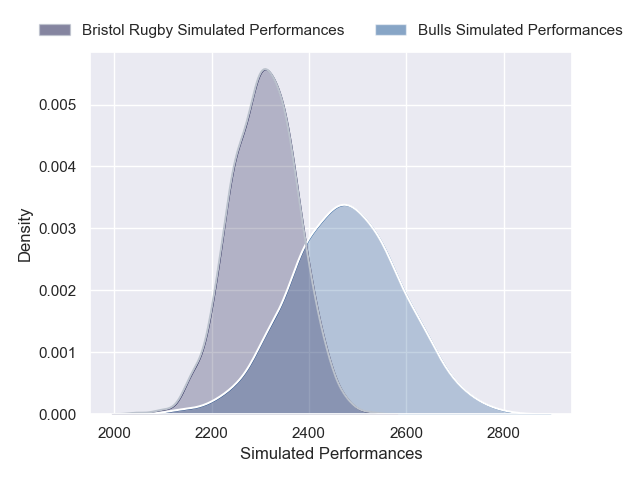 Bristol Rugby Simulated Performances
Bulls Simulated Performances
Density
0.005
0.004
0.003
0.002
0.001
0.000
2000 2200 2400 2600 2800
Simulated Performances